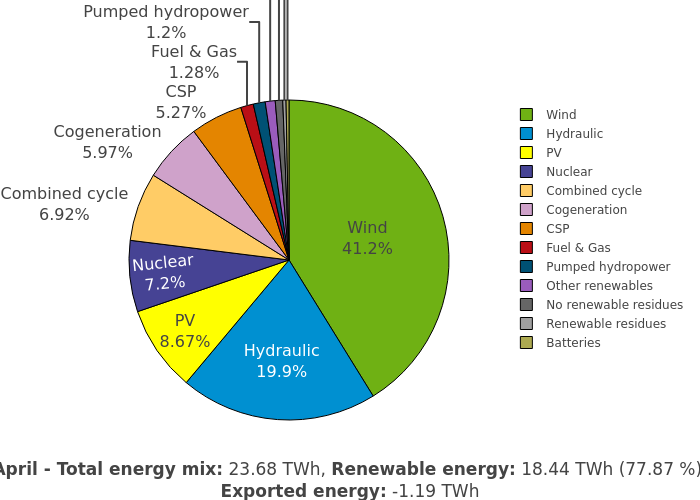 Pumped hydropower
1.2%
Fuel & Gas
1.28%
CSP
5.27%
Cogeneration
5.97%
Combined cycle
6.92%
Nuclear
7.2%
PV
8.67%
Hydraulic
19.9%
Wind
41.2%
Wind
Hydraulic
PV
Nuclear
Combined cycle
Cogeneration
CSP
Fuel & Gas
Pumped hydropower
Other renewables
No renewable residues
Renewable residues
Batteries
April - Total energy mix: 23.68 TWh, Renewable energy: 18.44 TWh (77.87 %)
Exported energy: -1.19 TWh